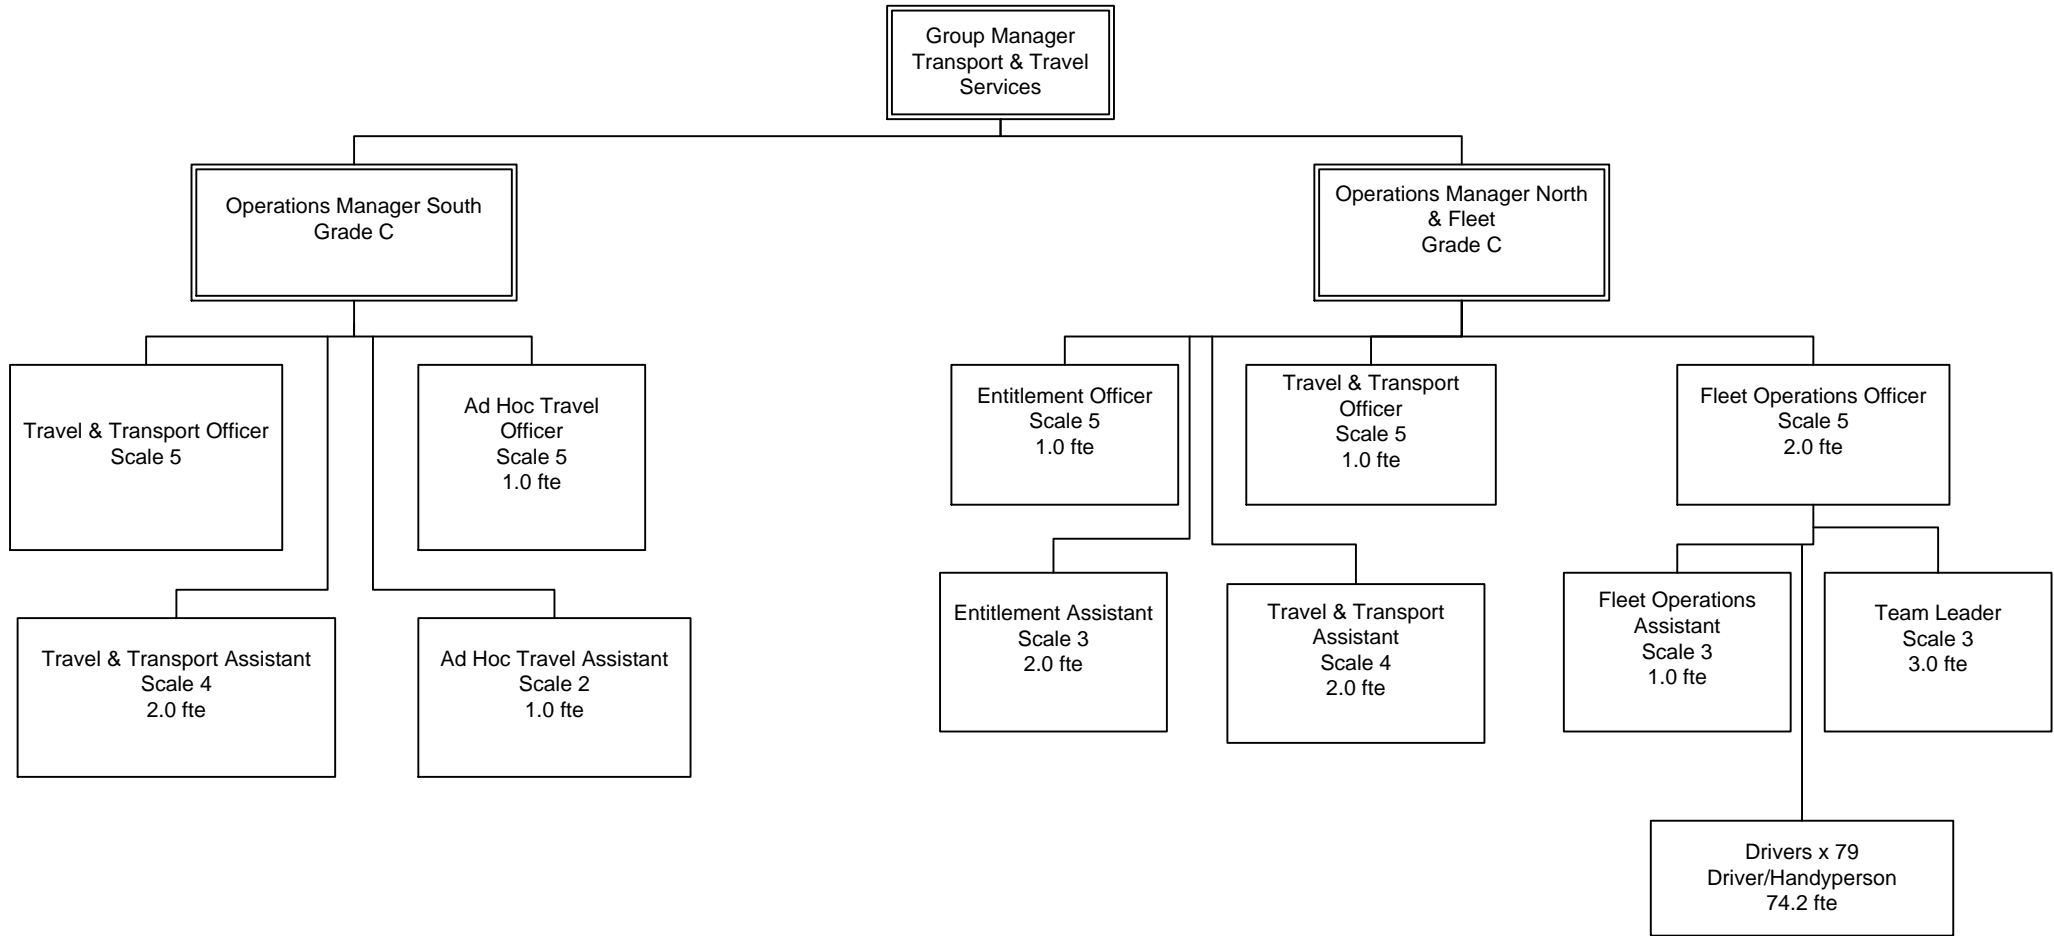 Group Manager
Transport & Travel
Services
Operations Manager South
Grade C
Operations Manager North
& Fleet
Grade C
Travel & Transport Officer
Scale 5
Ad Hoc Travel
Officer
Scale 5
1.0 fte
Entitlement Officer
Scale 5
1.0 fte
Travel & Transport
Officer
Scale 5
1.0 fte
Fleet Operations Officer
Scale 5
2.0 fte
Travel & Transport Assistant
Scale 4
2.0 fte
Ad Hoc Travel Assistant
Scale 2
1.0 fte
Entitlement Assistant
Scale 3
2.0 fte
Travel & Transport
Assistant
Scale 4
2.0 fte
Fleet Operations
Assistant
Scale 3
1.0 fte
Team Leader
Scale 3
3.0 fte
Drivers x 79
Driver/Handyperson
74.2 fte